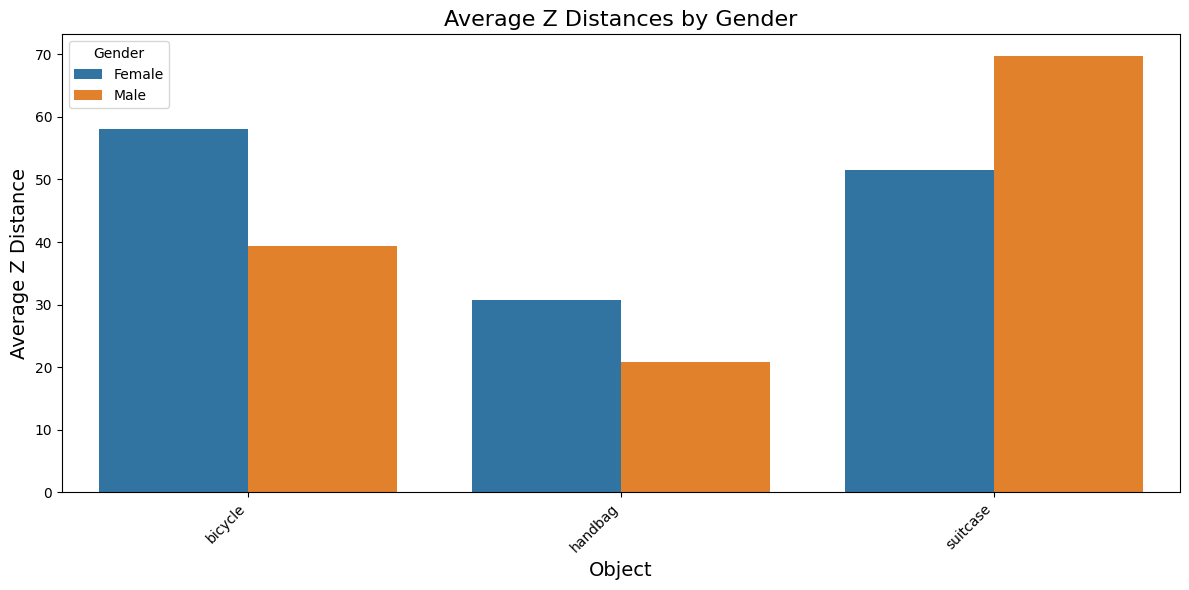 Average Z Distances by Gender
Gender
Female
Male
Average Z Distance
70
60
50
40
30
20
10
0
bicycle
handbag
suitcase
Object